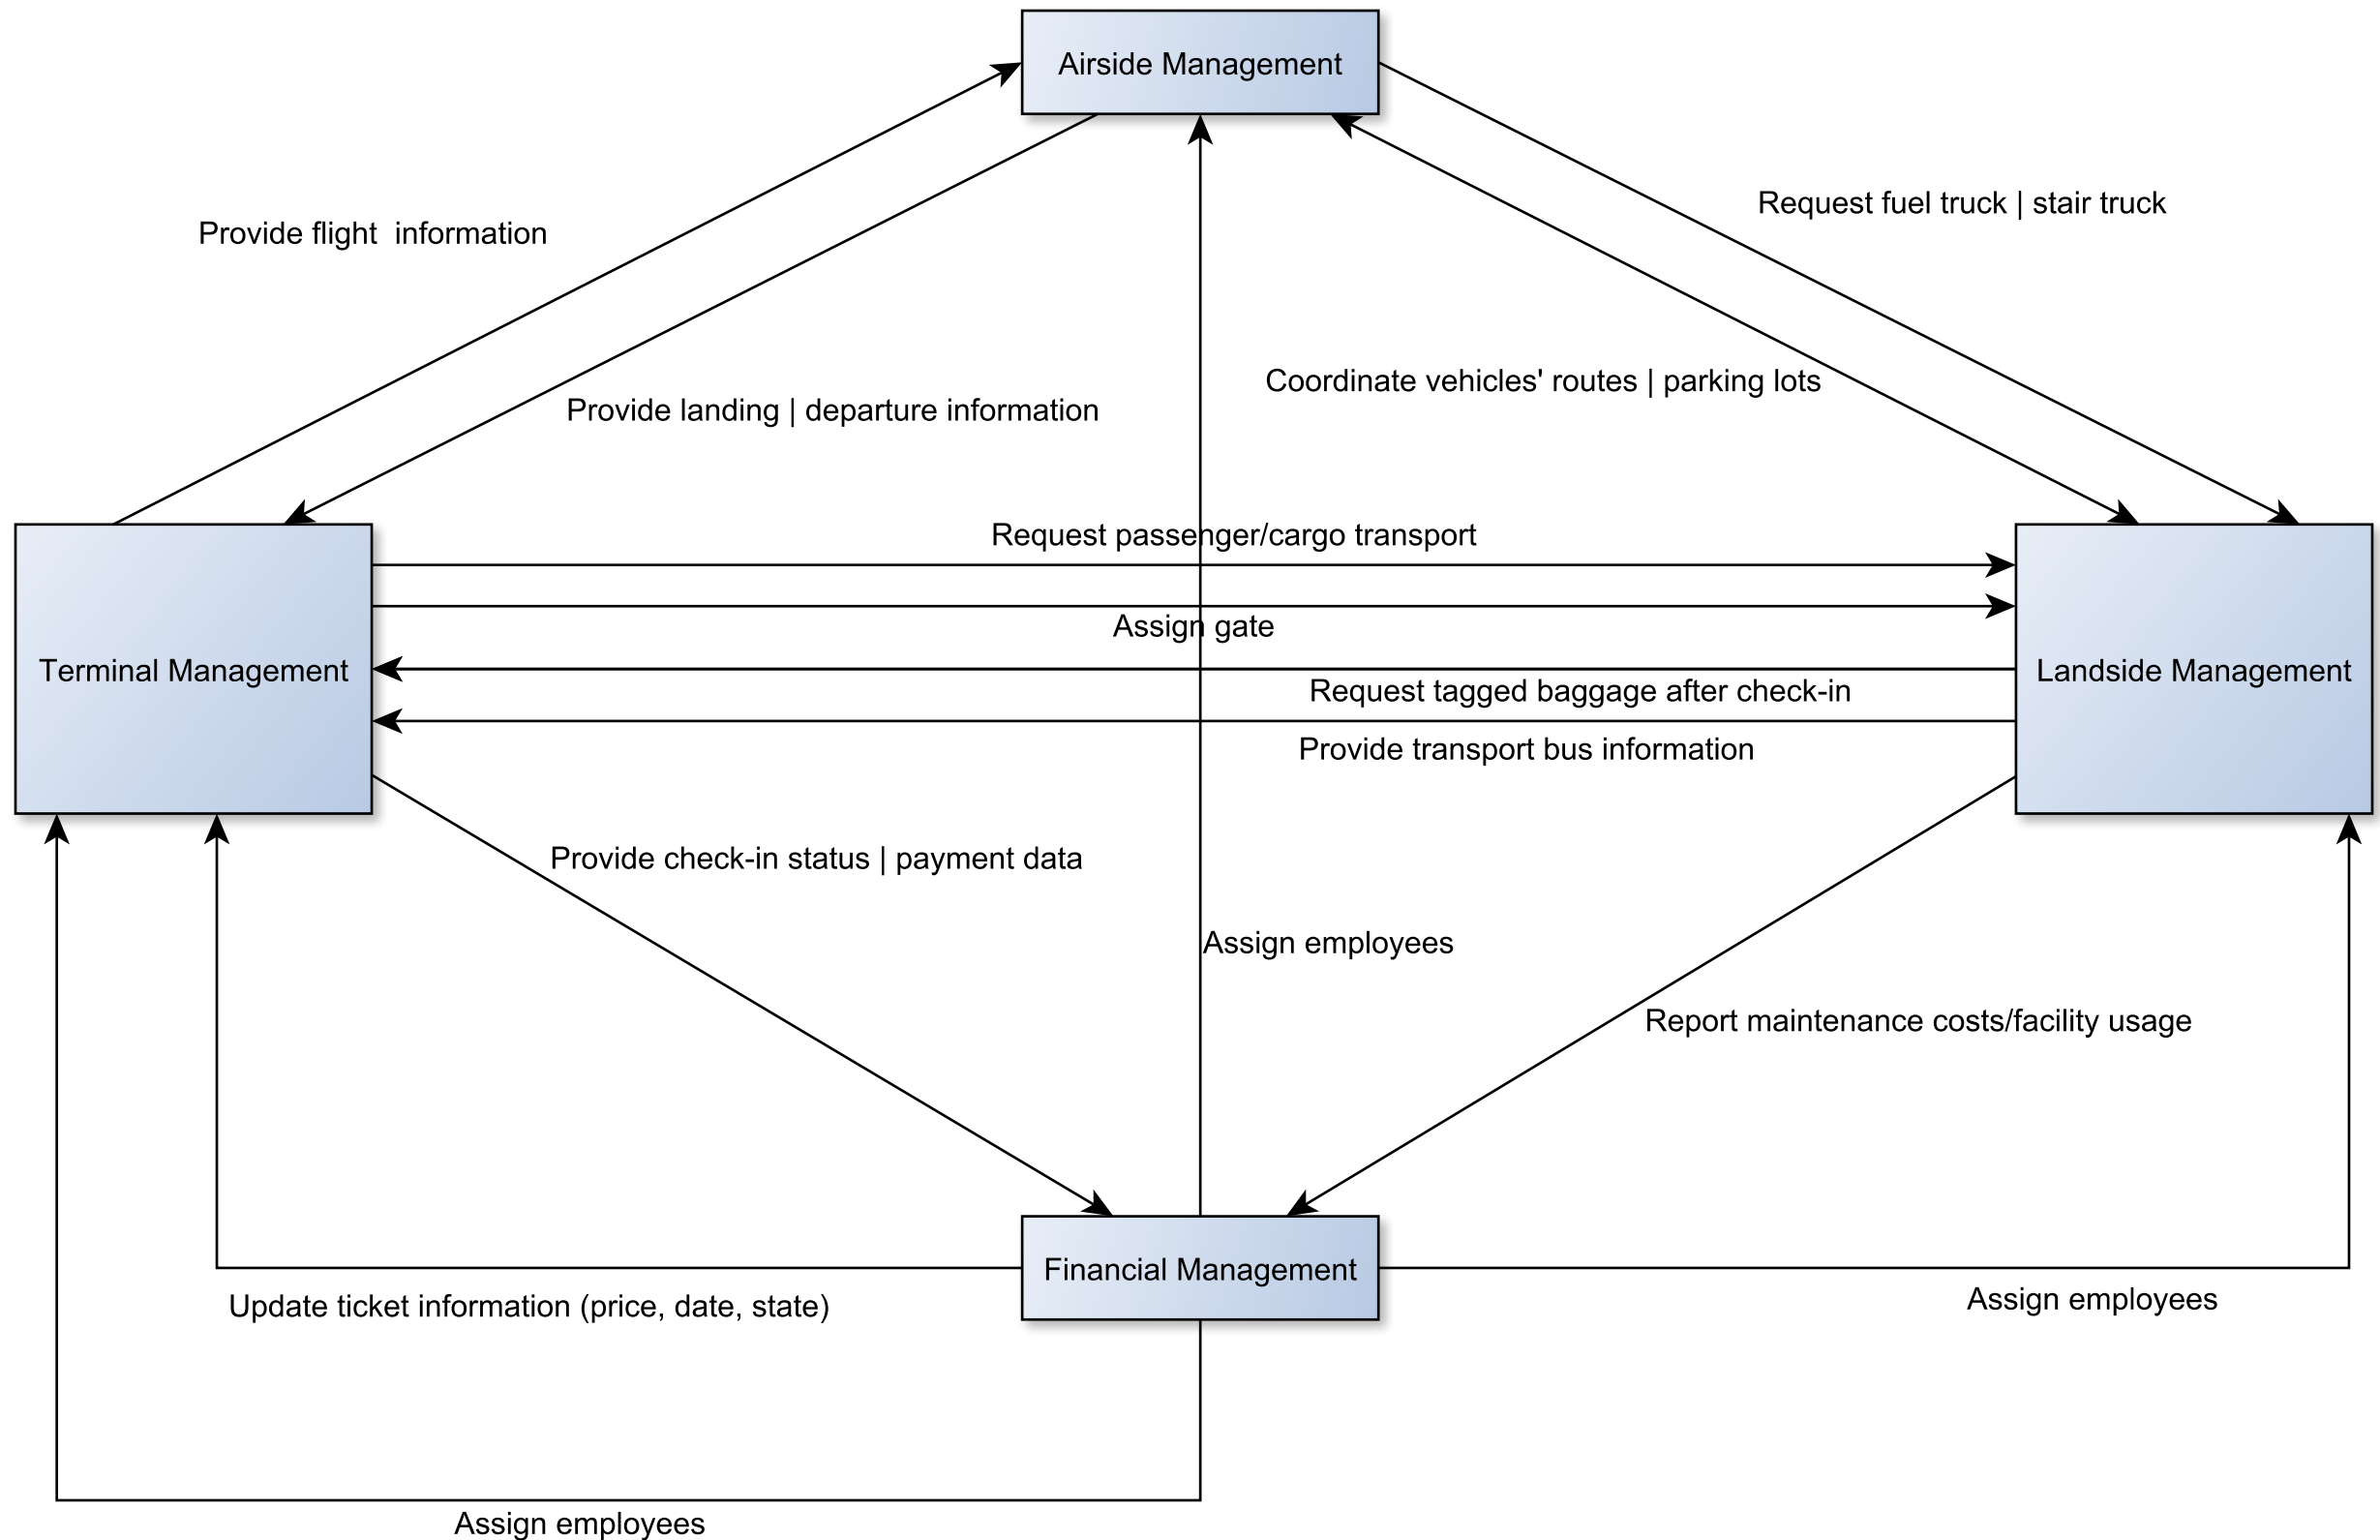 Airside Management
Request fuel truck | stair truck
Provide flight  information
Coordinate vehicles' routes | parking lots
Provide landing | departure information
Request passenger/cargo transport
Assign gate
Terminal Management
Landside Management
Request tagged baggage after check-in
Provide transport bus information
Provide check-in status | payment data
Assign employees
Report maintenance costs/facility usage
Financial Management
Update ticket information (price, date, state)
Assign employees
Assign employees